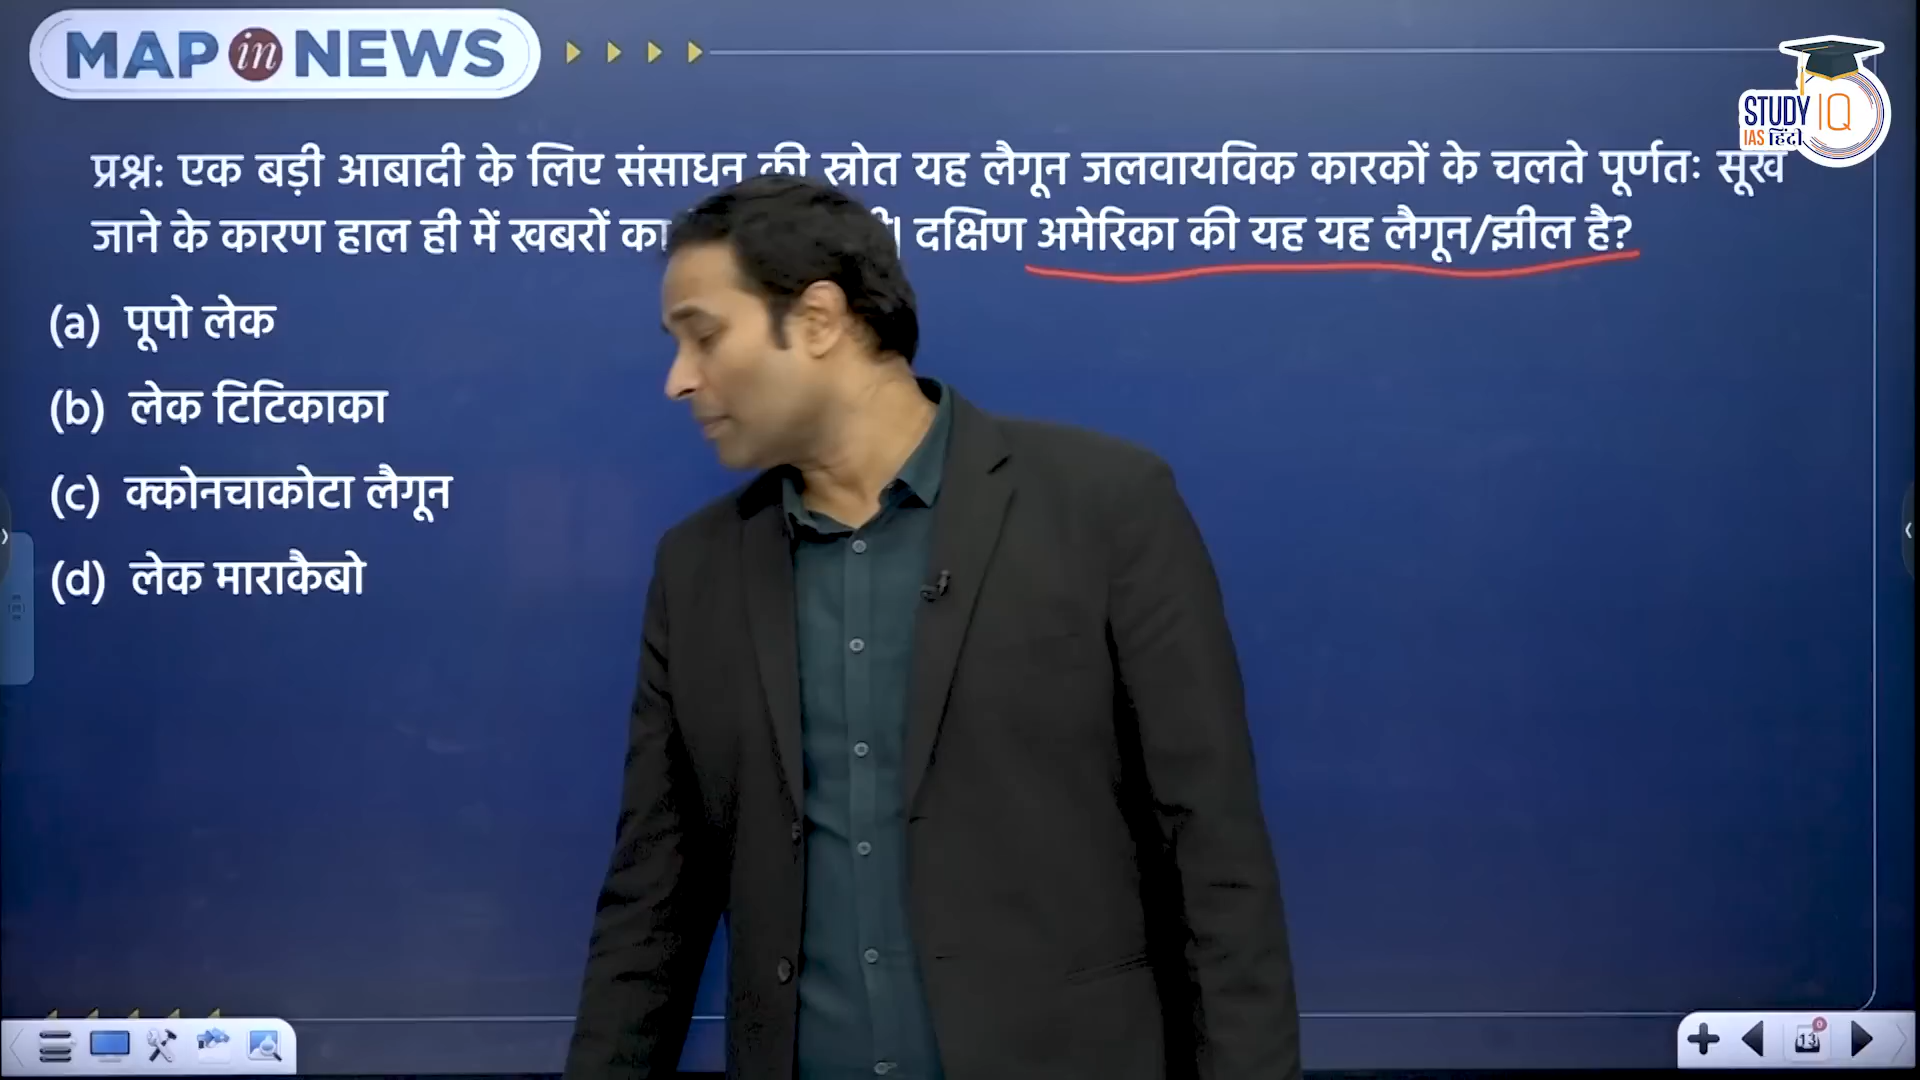 MAP in NEWS
STUDY IQ
IAS हिंदी
प्रश्न: एक बड़ी आबादी के लिए संसाधन की स्रोत यह लैगून जलवायविक कारकों के चलते पूर्णतः सूख
जाने के कारण हाल ही में खबरों का दक्षिण अमेरिका की यह यह लैगून/झील है?
(a) पूपो लेक
(b) लेक टिटिकाका
(c) क्कोनचाकोटा लैगून
(d) लेक माराकैबो
13